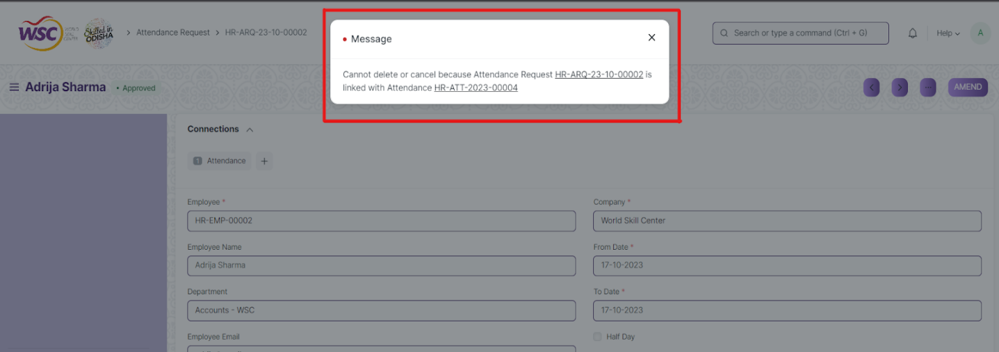 WSC WORLD SKILL CENTER Skilled in ODISHA > Attendance Request > HR-ARQ-23-10-00002
Message
Search or type a command (Ctrl + G)
Help
A
Cannot delete or cancel because Attendance Request HR-ARQ-23-10-00002 is
linked with Attendance HR-ATT-2023-00004
Adrija Sharma • Approved
< > ... AMEND
Connections
1 Attendance +
Employee *
Company *
HR-EMP-00002
World Skill Center
Employee Name
From Date *
Adrija Sharma
17-10-2023
Department
To Date *
Accounts - WSC
17-10-2023
Employee Email
Half Day